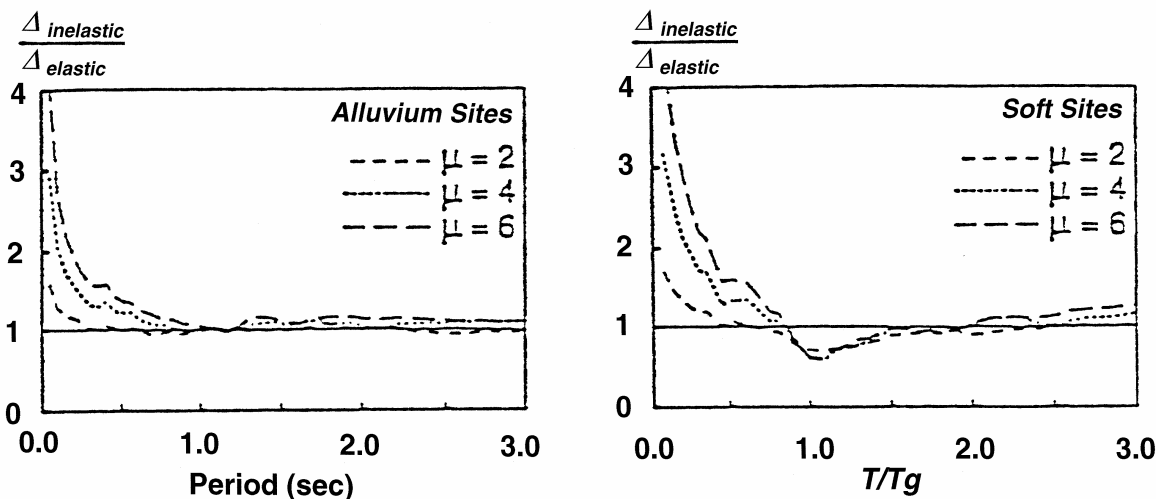 Δ inelastic
Δ elastic
4
3
2
1
0
Alluvium Sites
μ = 2
μ = 4
μ = 6
0.0 1.0 2.0 3.0
Period (sec)
Δ inelastic
Δ elastic
4
3
2
1
0
Soft Sites
μ = 2
μ = 4
μ = 6
0.0 1.0 2.0 3.0
T/Tg